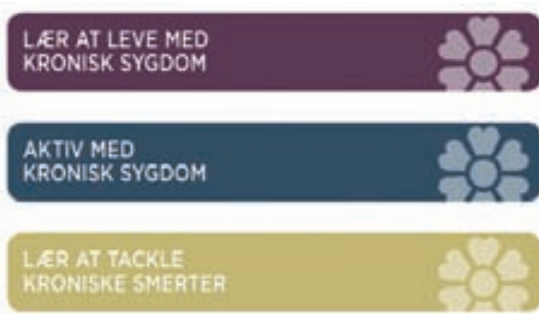 LÆR AT LEVE MED
KRONISK SYGDOM
AKTIV MED
KRONISK SYGDOM
LÆR AT TACKLE
KRONISKE SMERTER